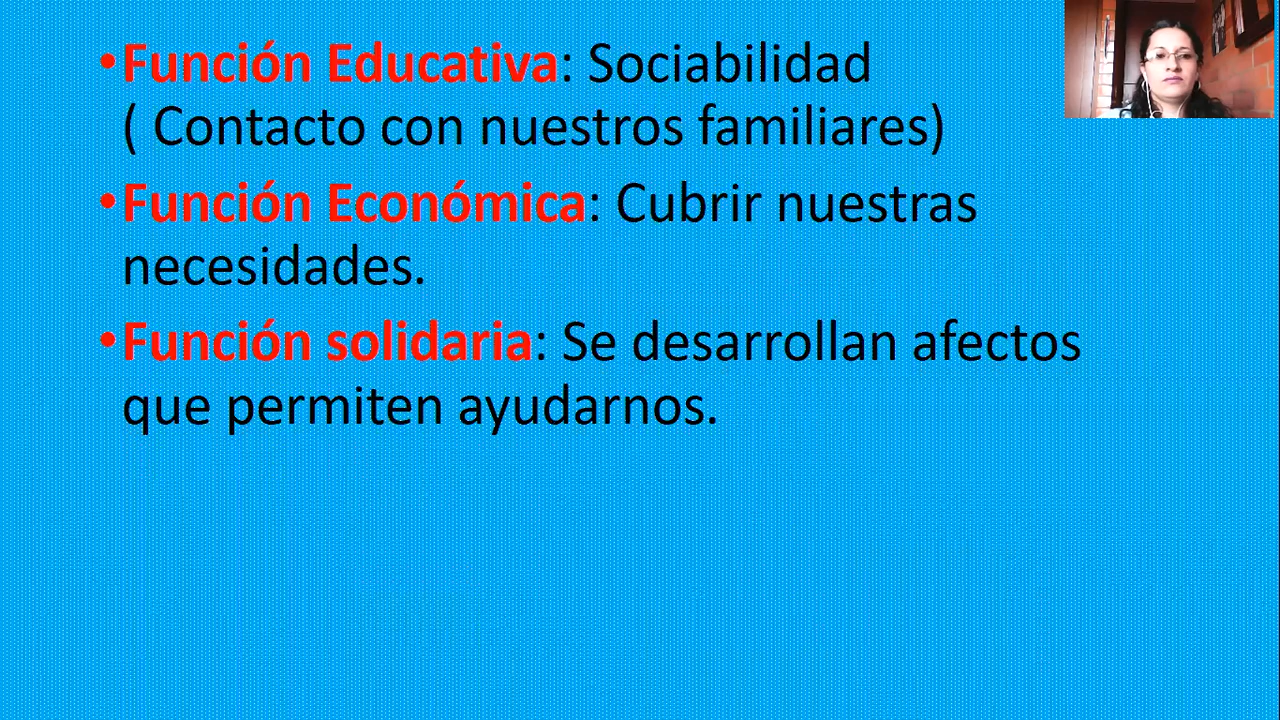 •Función Educativa: Sociabilidad
( Contacto con nuestros familiares)
•Función Económica: Cubrir nuestras
necesidades.
•Función solidaria: Se desarrollan afectos
que permiten ayudarnos.